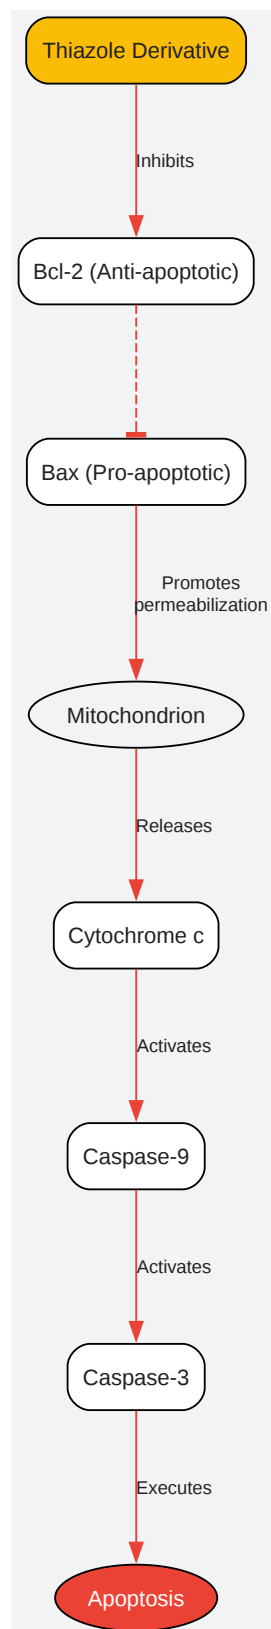 Thiazole Derivative
Inhibits
Bcl-2 (Anti-apoptotic)
Bax (Pro-apoptotic)
Promotes
permeabilization
Mitochondrion
Releases
Cytochrome c
Activates
Caspase-9
Activates
Caspase-3
Executes
Apoptosis